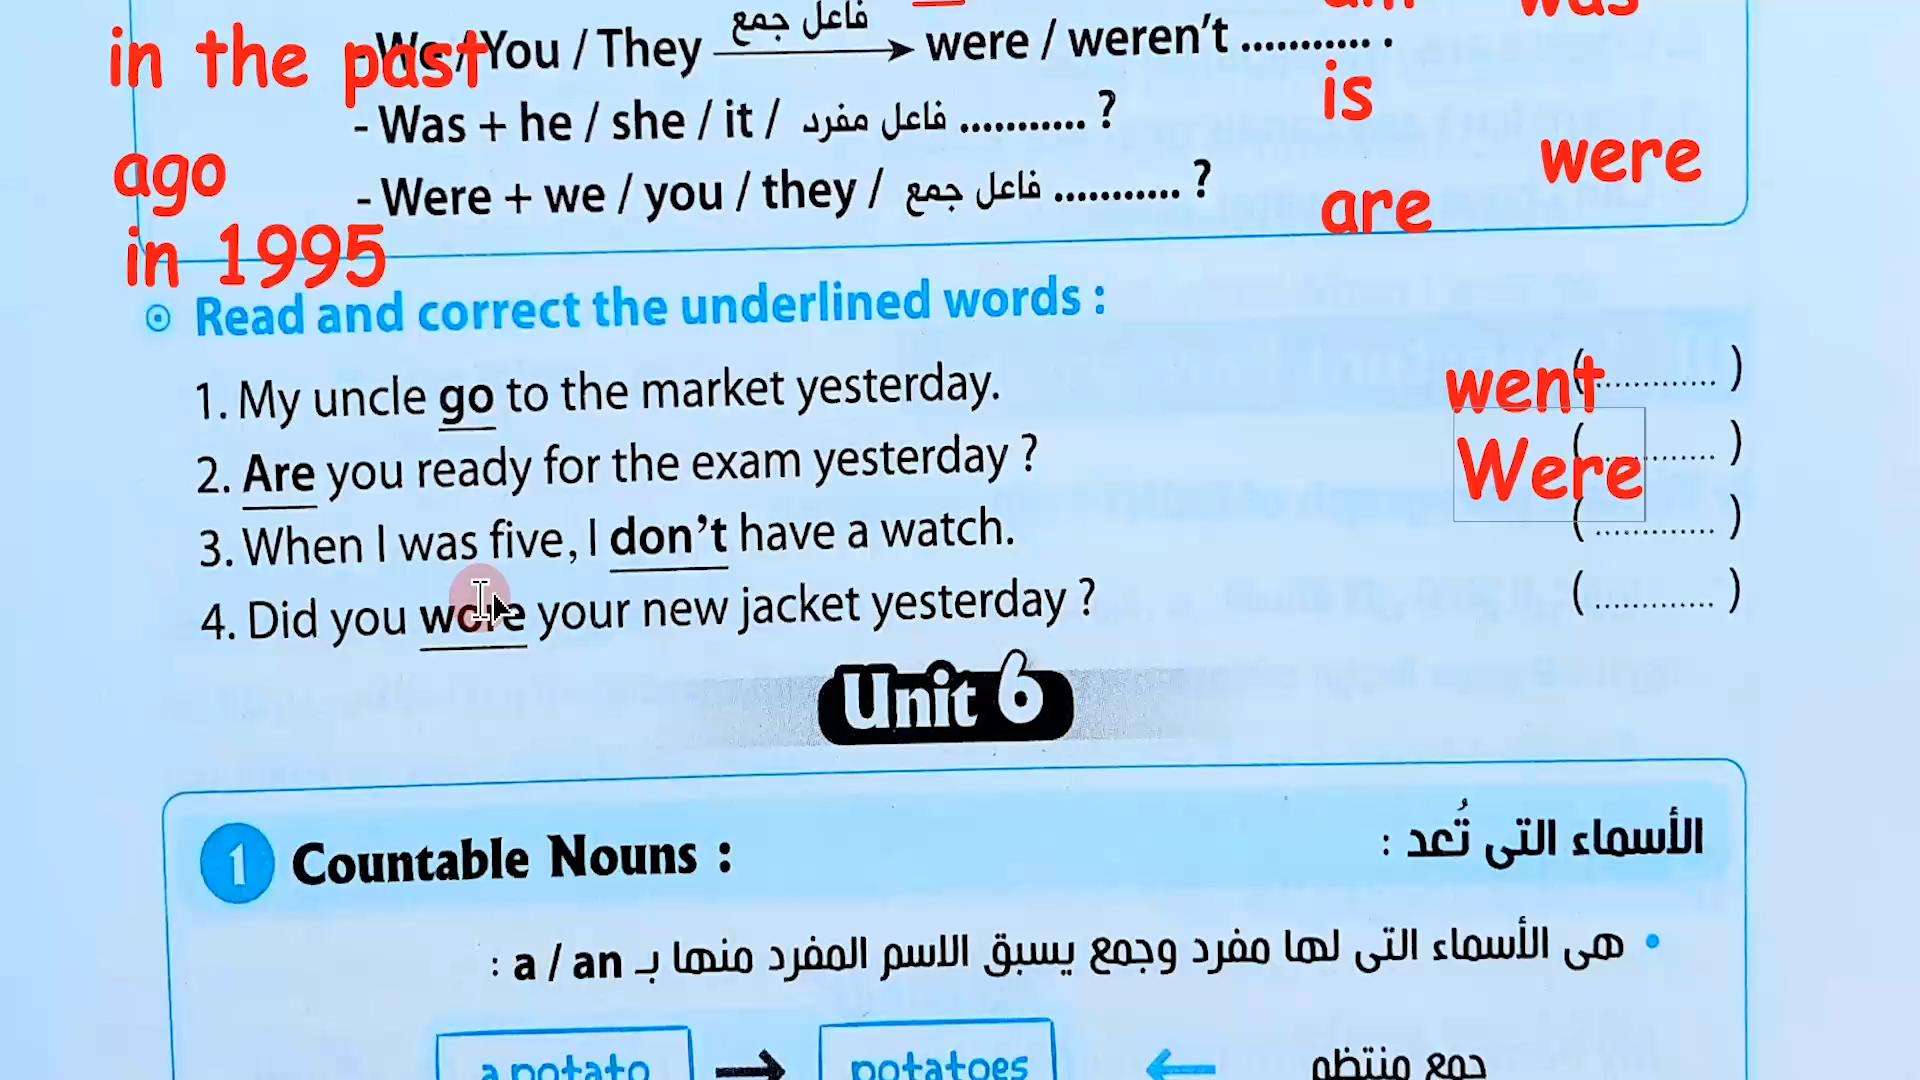 am was
in the past
- We / You / They فاعل جمع were / weren't ............ .
is
- Was + he / she / it / فاعل مفرد ............ ?
were
ago
- Were + we / you / they / فاعل جمع ............ ?
are
in 1995
Read and correct the underlined words :
1. My uncle go to the market yesterday. (.............)
went
2. Are you ready for the exam yesterday ? (.............)
Were
3. When I was five, I don't have a watch. (.............)
4. Did you wore your new jacket yesterday ? (.............)
Unit 6
1 Countable Nouns : الأسماء التى تُعد :
• هى الأسماء التى لها مفرد وجمع يسبق الاسم المفرد منها بـ a / an :
a potato potatoes جمع منتظم